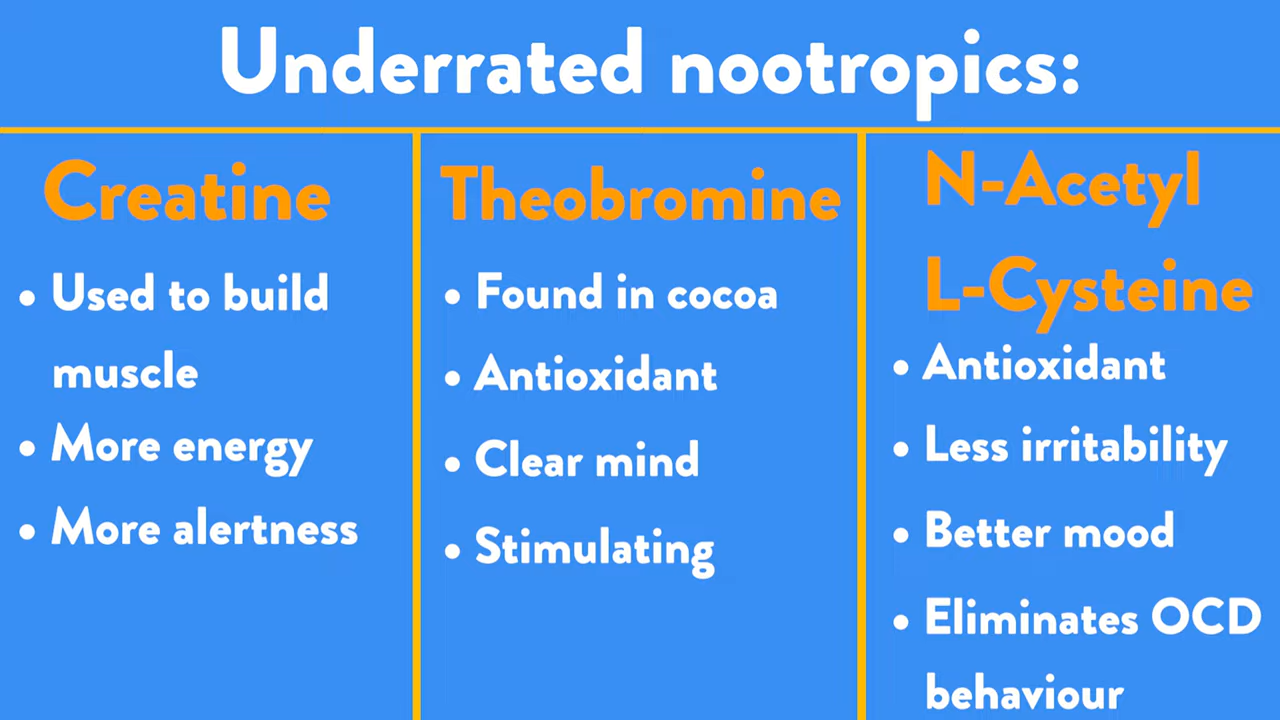 Underrated nootropics:
Creatine
• Used to build
muscle
• More energy
• More alertness
Theobromine
• Found in cocoa
• Antioxidant
• Clear mind
• Stimulating
N-Acetyl
L-Cysteine
• Antioxidant
• Less irritability
• Better mood
• Eliminates OCD
behaviour